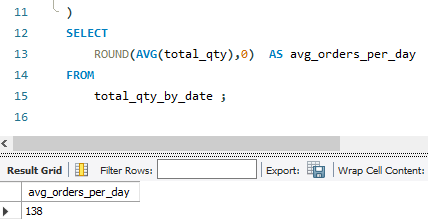 11 )
12 SELECT
13 ROUND(AVG(total_qty),0)  AS avg_orders_per_day
14 FROM
15 total_qty_by_date ;
16
Result Grid Filter Rows: Export: Wrap Cell Content:
avg_orders_per_day
138